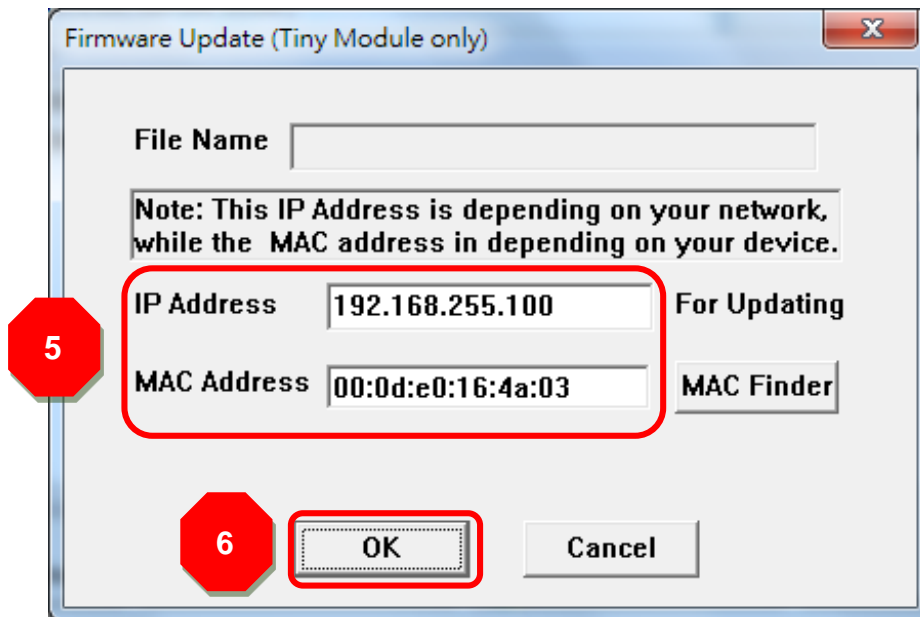 Firmware Update (Tiny Module only)
x
File Name
Note: This IP Address is depending on your network,
while the MAC address in depending on your device.
5
IP Address 192.168.255.100 For Updating
MAC Address 00:0d:e0:16:4a:03 MAC Finder
6
OK Cancel